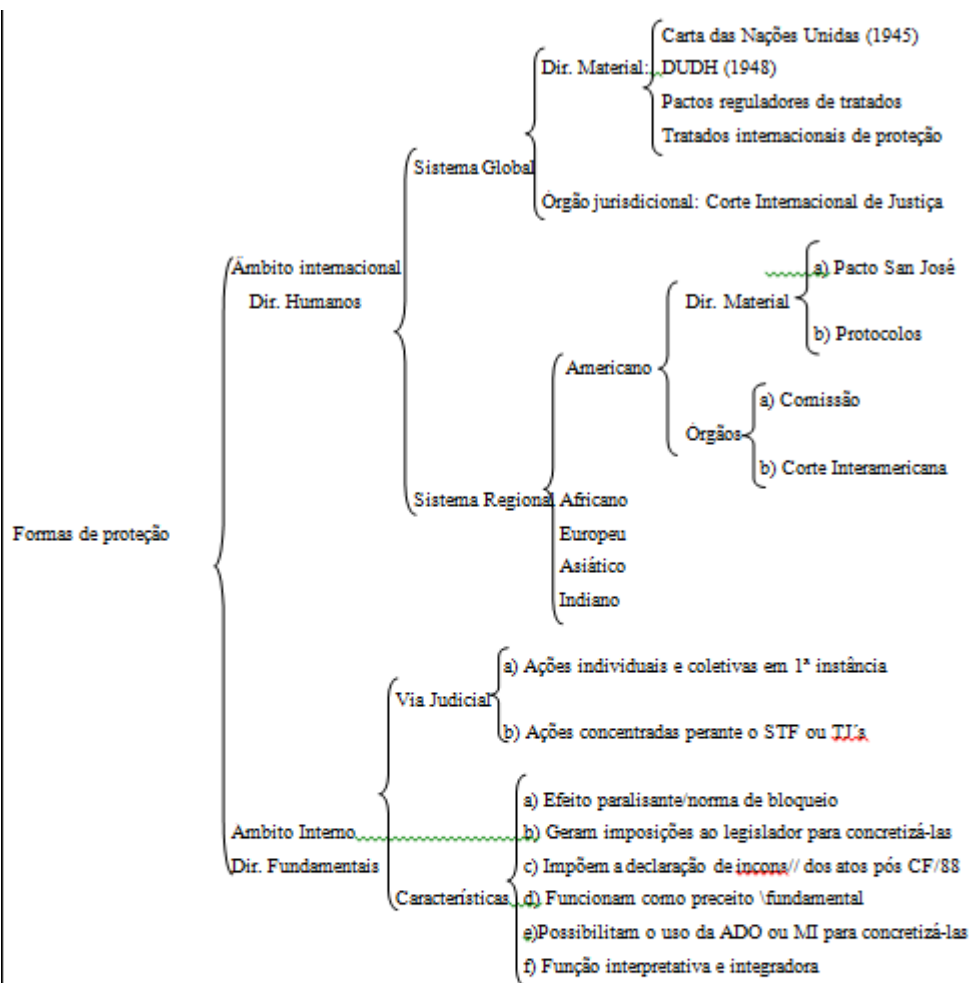 Carta das Nações Unidas (1945)
Dir. Material: DUDH (1948)
Pactos reguladores de tratados
Tratados internacionais de proteção
Sistema Global
Órgão jurisdicional: Corte Internacional de Justiça
Âmbito internacional
a) Pacto San José
Dir. Humanos
Dir. Material
b) Protocolos
Americano
a) Comissão
Órgãos
b) Corte Interamericana
Sistema Regional Africano
Formas de proteção
Europeu
Asiático
Indiano
a) Ações individuais e coletivas em 1ª instância
Via Judicial
b) Ações concentradas perante o STF ou TJ´s
a) Efeito paralisante/norma de bloqueio
Ambito Interno
b) Geram imposições ao legislador para concretizá-las
Dir. Fundamentais
c) Impõem a declaração de incons// dos atos pós CF/88
Características
d) Funcionam como preceito \fundamental
e)Possibilitam o uso da ADO ou MI para concretizá-las
f) Função interpretativa e integradora